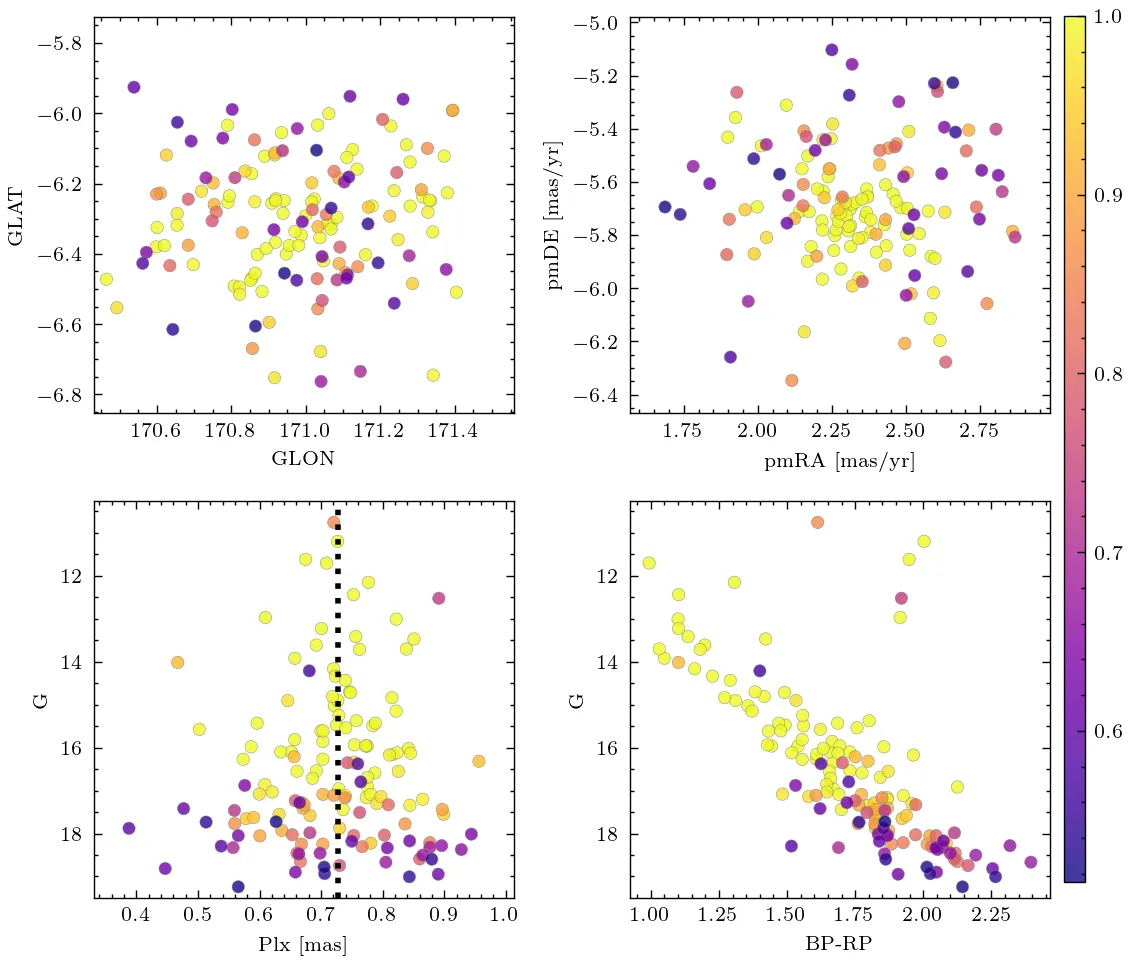 −5.8
−6.0
−6.2
−6.4
−6.6
−6.8
GLAT
170.6 170.8 171.0 171.2 171.4
GLON
−5.0
−5.2
−5.4
−5.6
−5.8
−6.0
−6.2
−6.4
pmDE [mas/yr]
1.75 2.00 2.25 2.50 2.75
pmRA [mas/yr]
1.0
0.9
0.8
0.7
0.6
12
14
16
18
G
0.4 0.5 0.6 0.7 0.8 0.9 1.0
Plx [mas]
12
14
16
18
G
1.00 1.25 1.50 1.75 2.00 2.25
BP-RP